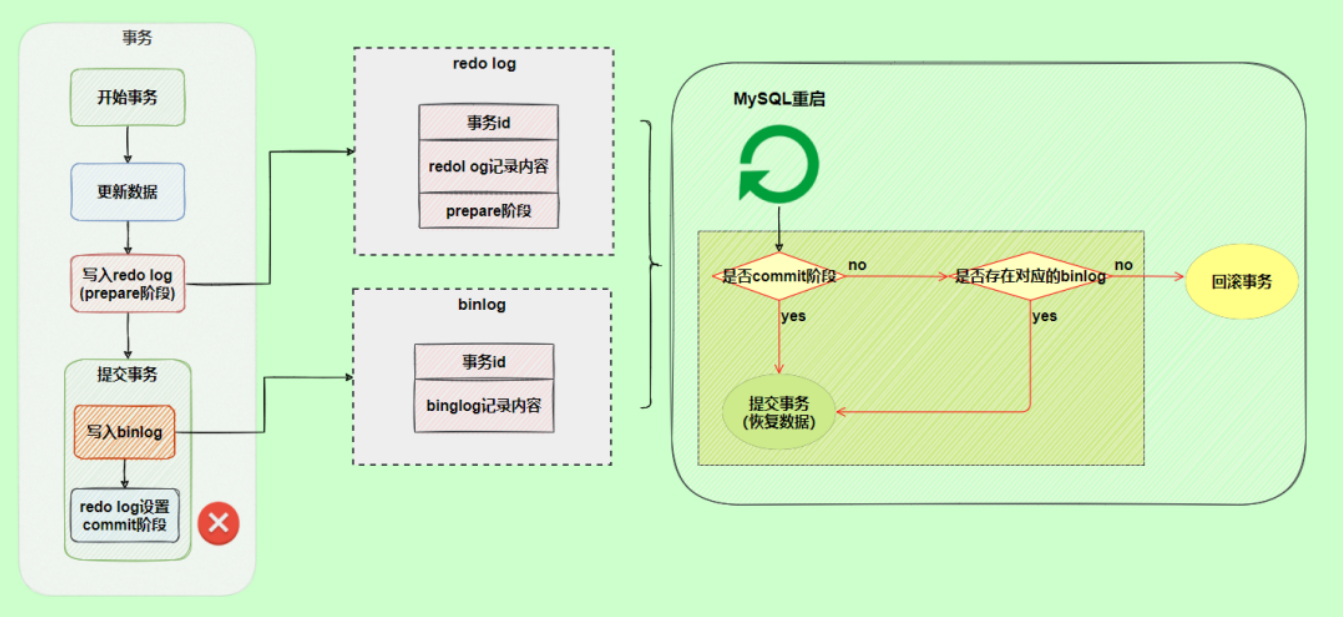 事务
开始事务
更新数据
写入redo log
(prepare阶段)
提交事务
写入binlog
redo log设置
commit阶段
redo log
事务id
redol og记录内容
prepare阶段
binlog
事务id
binglog记录内容
MySQL重启
是否commit阶段
no
是否存在对应的binlog
no
回滚事务
yes
yes
提交事务
(恢复数据)